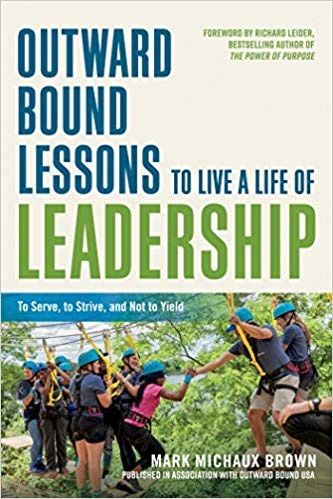 FOREWORD BY RICHARD LEIDER,
BESTSELLING AUTHOR OF
THE POWER OF PURPOSE
OUTWARD
BOUND
LESSONS
TO LIVE A LIFE OF
LEADERSHIP
To Serve, to Strive, and Not to Yield
MARK MICHAUX BROWN
PUBLISHED IN ASSOCIATION WITH OUTWARD BOUND USA